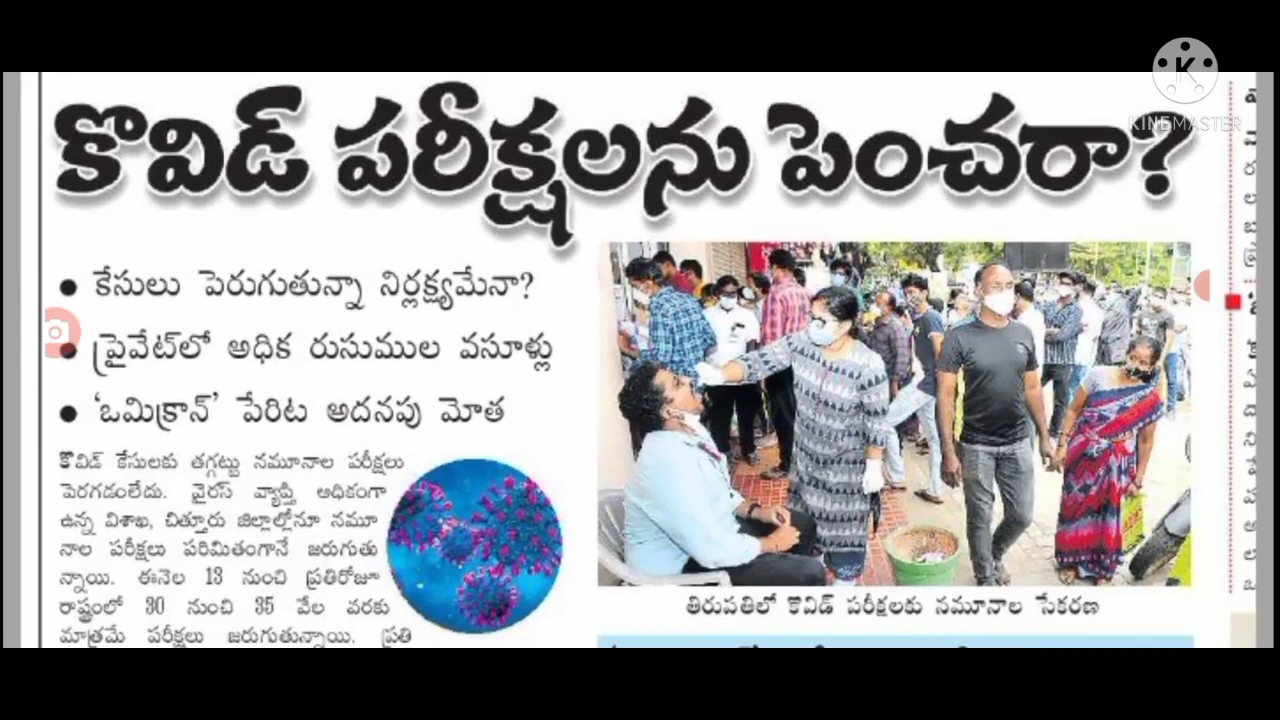 కొవిడ్ పరీక్షలను పెంచరా?
• కేసులు పెరుగుతున్నా నిర్లక్ష్యమేనా?
• ప్రైవేట్‌లో అధిక రుసుముల వసూళ్లు
• ‘ఒమిక్రాన్’ పేరిట అదనపు మోత
కొవిడ్ కేసులకు తగ్గట్టు నమూనాల పరీక్షలు
పెరగడంలేదు. వైరస్ వ్యాప్తి అధికంగా
ఉన్న విశాఖ, చిత్తూరు జిల్లాల్లోనూ నమూ
నాల పరీక్షలు పరిమితంగానే జరుగుతు
న్నాయి. ఈనెల 13 నుంచి ప్రతిరోజూ
రాష్ట్రంలో 30 నుంచి 35 వేల వరకు
మాత్రమే పరీక్షలు జరుగుతున్నాయి. ప్రతి
తిరుపతిలో కొవిడ్ పరీక్షలకు నమూనాల సేకరణ
K
KINEMASTER